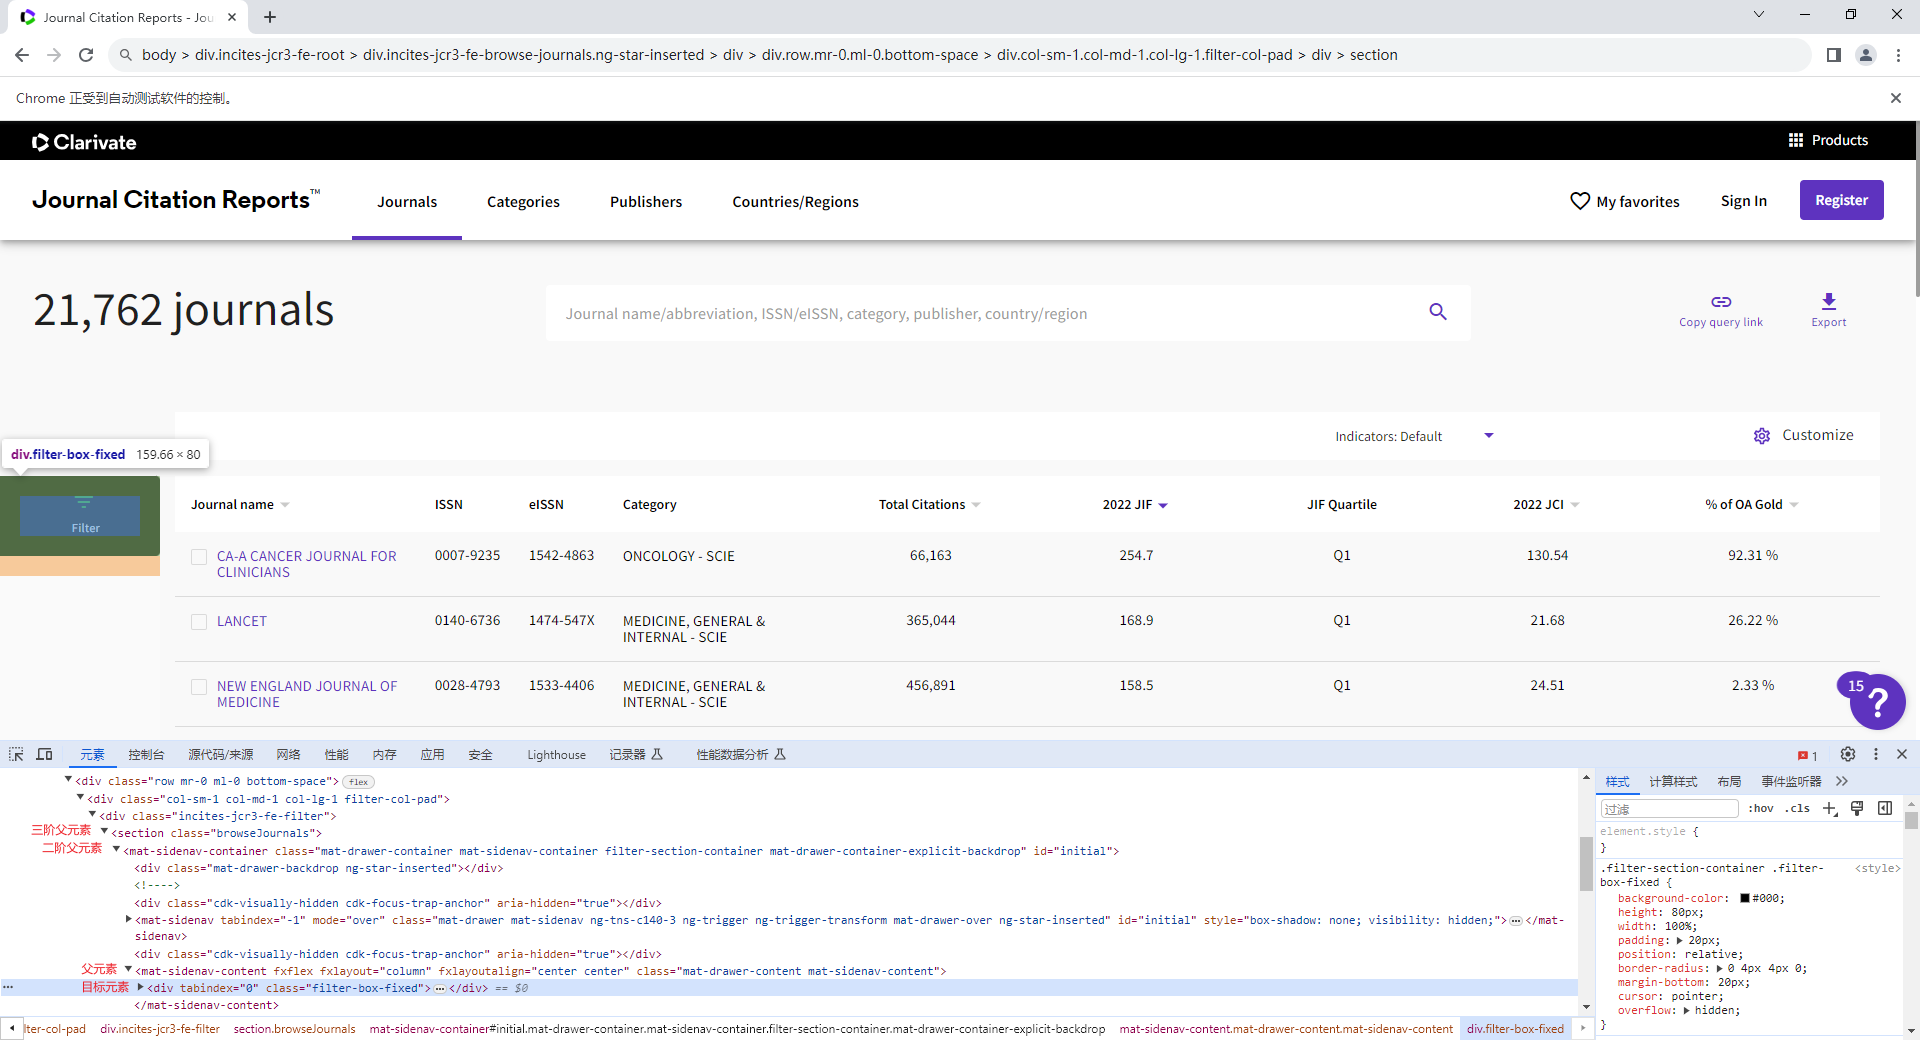 Journal Citation Reports - Jou
body > div.incites-jcr3-fe-root > div.incites-jcr3-fe-browse-journals.ng-star-inserted > div > div.row.mr-0.ml-0.bottom-space > div.col-sm-1.col-md-1.col-lg-1.filter-col-pad > div > section
Chrome 正受到自动测试软件的控制。
Clarivate
Products
Journal Citation Reports™
Journals
Categories
Publishers
Countries/Regions
My favorites
Sign In
Register
21,762 journals
Journal name/abbreviation, ISSN/eISSN, category, publisher, country/region
Copy query link
Export
Indicators: Default
Customize
div.filter-box-fixed 159.66 × 80
Filter
Journal name ISSN eISSN Category Total Citations 2022 JIF JIF Quartile 2022 JCI % of OA Gold
CA-A CANCER JOURNAL FOR 0007-9235 1542-4863 ONCOLOGY - SCIE 66,163 254.7 Q1 130.54 92.31 %
CLINICIANS
LANCET 0140-6736 1474-547X MEDICINE, GENERAL & 365,044 168.9 Q1 21.68 26.22 %
INTERNAL - SCIE
NEW ENGLAND JOURNAL OF 0028-4793 1533-4406 MEDICINE, GENERAL & 456,891 158.5 Q1 24.51 2.33 %
MEDICINE INTERNAL - SCIE
15
?
元素 控制台 源代码/来源 网络 性能 内存 应用 安全 Lighthouse 记录器 性能数据分析 1
<div class="row mr-0 ml-0 bottom-space"> flex
<div class="col-sm-1 col-md-1 col-lg-1 filter-col-pad">
<div class="incites-jcr3-fe-filter">
三阶父元素 <section class="browseJournals">
二阶父元素 <mat-sidenav-container class="mat-drawer-container mat-sidenav-container filter-section-container mat-drawer-container-explicit-backdrop" id="initial">
<div class="mat-drawer-backdrop ng-star-inserted"></div>
<!---->
<div class="cdk-visually-hidden cdk-focus-trap-anchor" aria-hidden="true"></div>
<mat-sidenav tabindex="-1" mode="over" class="mat-drawer mat-sidenav ng-tns-c140-3 ng-trigger ng-trigger-transform mat-drawer-over ng-star-inserted" id="initial" style="box-shadow: none; visibility: hidden;">…</mat-
sidenav>
<div class="cdk-visually-hidden cdk-focus-trap-anchor" aria-hidden="true"></div>
父元素 <mat-sidenav-content fxflex fxlayout="column" fxlayoutalign="center center" class="mat-drawer-content mat-sidenav-content">
… 目标元素 <div tabindex="0" class="filter-box-fixed">…</div> == $0
</mat-sidenav-content>
lter-col-pad div.incites-jcr3-fe-filter section.browseJournals mat-sidenav-container#initial.mat-drawer-container.mat-sidenav-container.filter-section-container.mat-drawer-container-explicit-backdrop mat-sidenav-content.mat-drawer-content.mat-sidenav-content div.filter-box-fixed
样式 计算样式 布局 事件监听器
过滤 :hov .cls
element.style {
}
.filter-section-container .filter- <style>
box-fixed {
background-color: #000;
height: 80px;
width: 100%;
padding: 20px;
position: relative;
border-radius: 0 4px 4px 0;
margin-bottom: 20px;
cursor: pointer;
overflow: hidden;
}